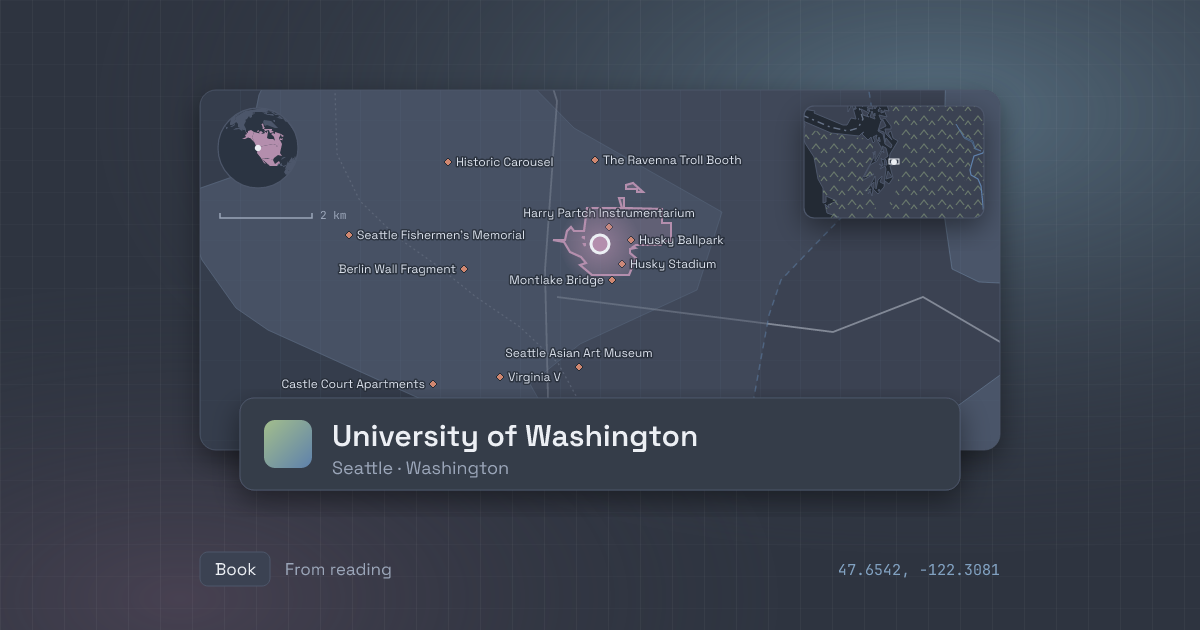 Historic Carousel
The Ravenna Troll Booth
2 km
Harry Partch Instrumentarium
Seattle Fishermen's Memorial
Husky Ballpark
Berlin Wall Fragment
Husky Stadium
Montlake Bridge
Seattle Asian Art Museum
Virginia V
Castle Court Apartments
University of Washington
Seattle · Washington
Book
From reading
47.6542, -122.3081